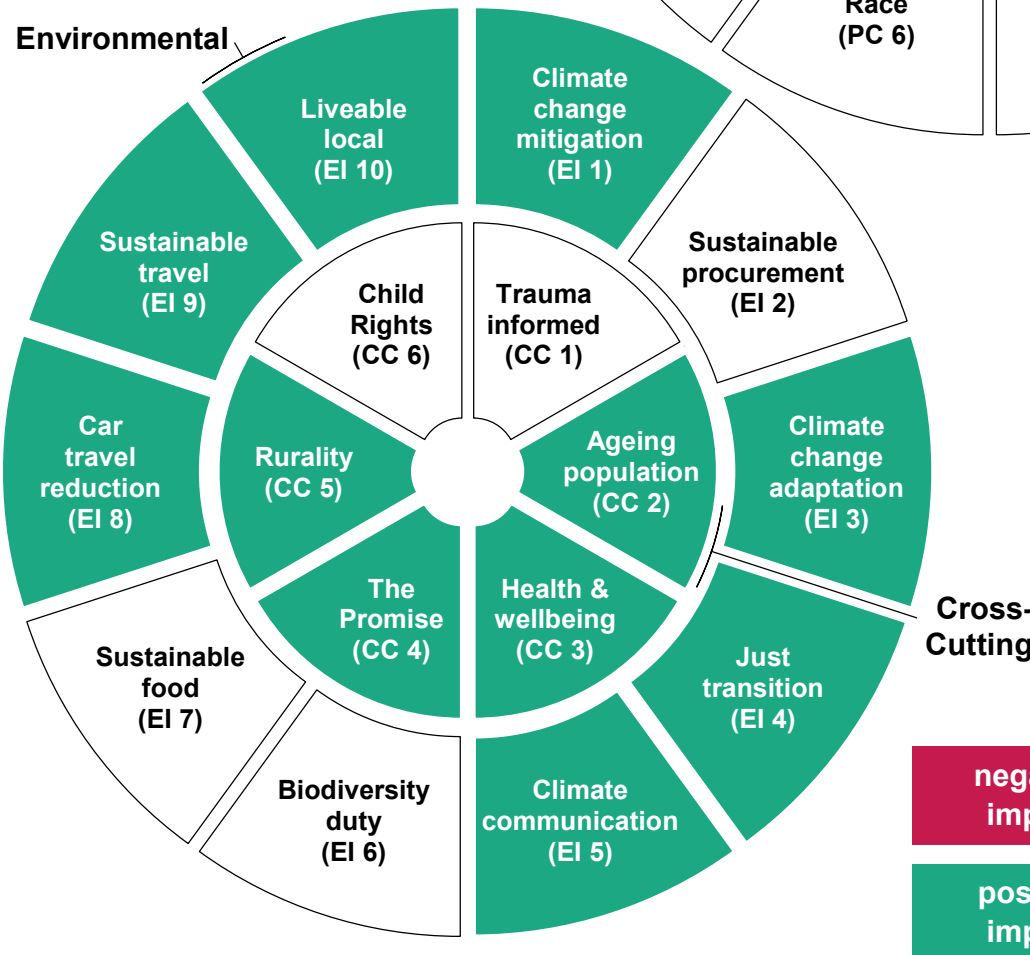 Environmental
Race
(PC 6)
Liveable
local
(EI 10)
Climate
change
mitigation
(EI 1)
Sustainable
procurement
(EI 2)
Climate
change
adaptation
(EI 3)
Just
transition
(EI 4)
Climate
communication
(EI 5)
Biodiversity
duty
(EI 6)
Sustainable
food
(EI 7)
Car
travel
reduction
(EI 8)
Sustainable
travel
(EI 9)
Child
Rights
(CC 6)
Trauma
informed
(CC 1)
Ageing
population
(CC 2)
Health &
wellbeing
(CC 3)
The
Promise
(CC 4)
Rurality
(CC 5)
Cross-
Cutting